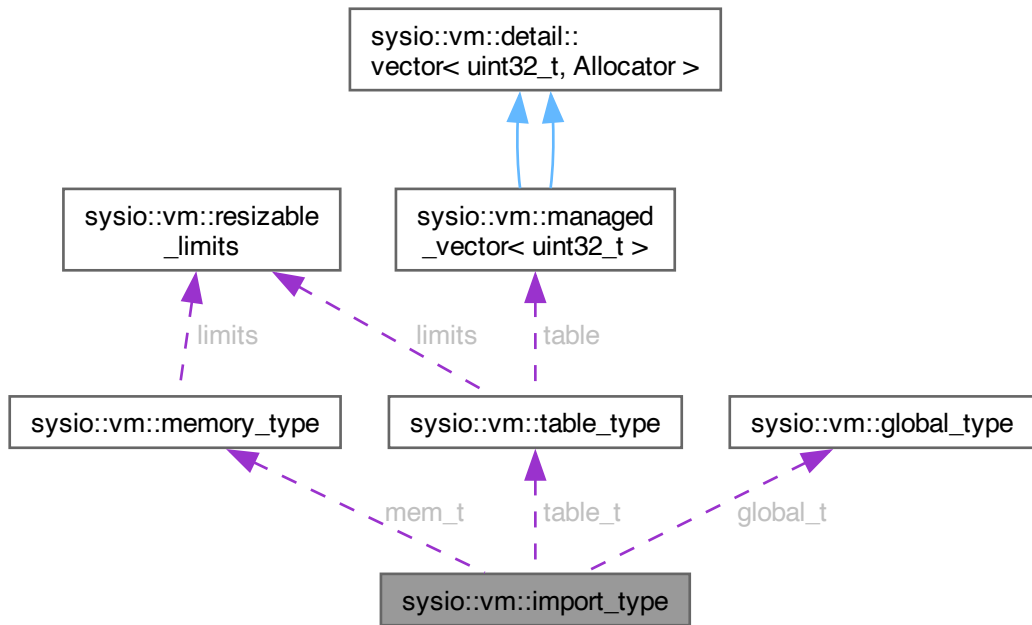 sysio::vm::detail::
vector< uint32_t, Allocator >
sysio::vm::resizable
_limits
sysio::vm::managed
_vector< uint32_t >
limits
limits
table
sysio::vm::memory_type
sysio::vm::table_type
sysio::vm::global_type
mem_t
table_t
global_t
sysio::vm::import_type